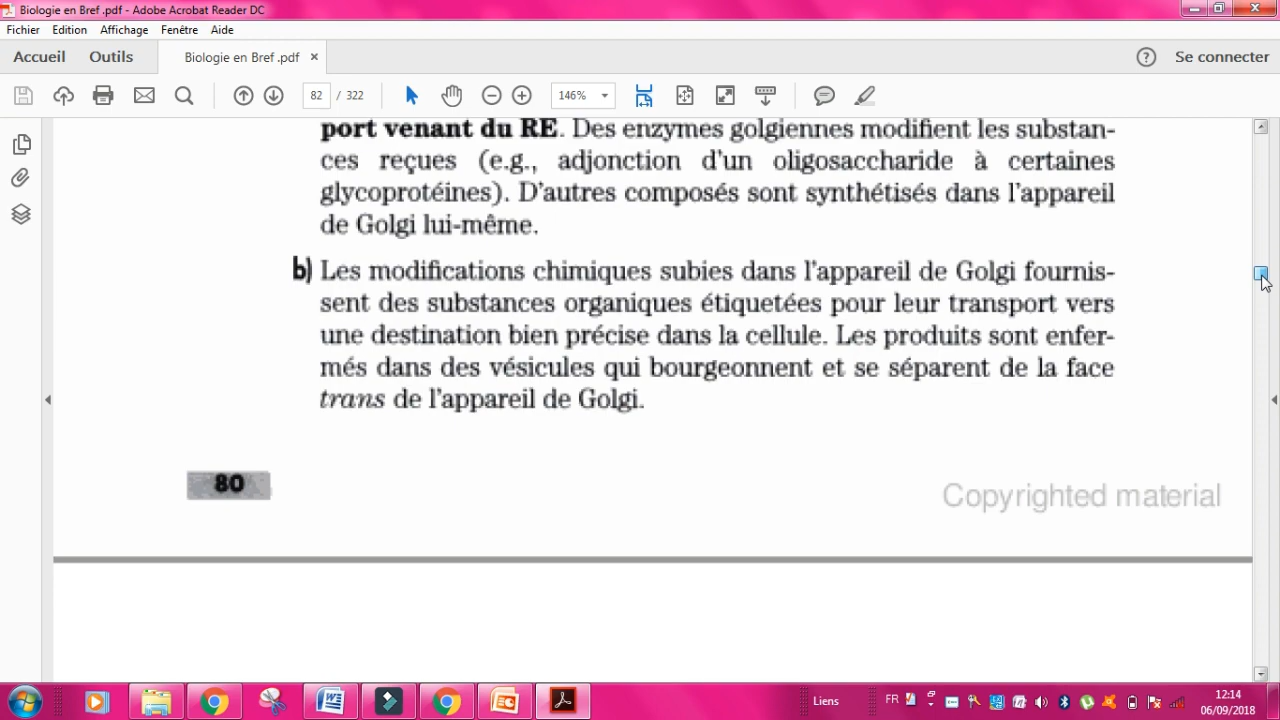 Biologie en Bref .pdf - Adobe Acrobat Reader DC
Fichier Edition Affichage Fenêtre Aide
Accueil Outils Biologie en Bref .pdf × ? Se connecter
82 / 322 146%
port venant du RE. Des enzymes golgiennes modifient les substan-
ces reçues (e.g., adjonction d'un oligosaccharide à certaines
glycoprotéines). D'autres composés sont synthétisés dans l'appareil
de Golgi lui-même.
b) Les modifications chimiques subies dans l'appareil de Golgi fournis-
sent des substances organiques étiquetées pour leur transport vers
une destination bien précise dans la cellule. Les produits sont enfer-
més dans des vésicules qui bourgeonnent et se séparent de la face
trans de l'appareil de Golgi.
80
Copyrighted material
Liens FR 12:14
06/09/2018